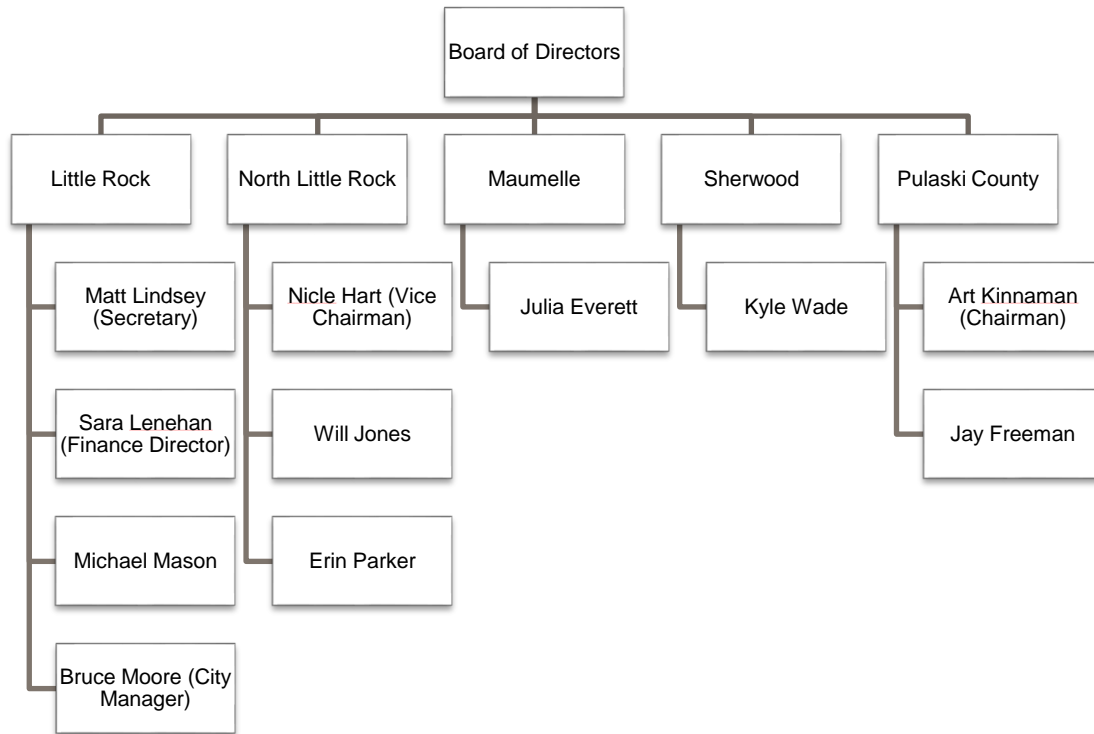 Board of Directors
Little Rock
North Little Rock
Maumelle
Sherwood
Pulaski County
Matt Lindsey
(Secretary)
Nicle Hart (Vice
Chairman)
Julia Everett
Kyle Wade
Art Kinnaman
(Chairman)
Sara Lenehan
(Finance Director)
Will Jones
Jay Freeman
Michael Mason
Erin Parker
Bruce Moore (City
Manager)